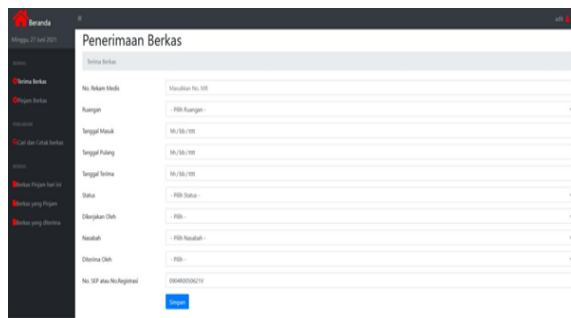 Beranda
adit
Minggu, 27 Juni 2021
Penerimaan Berkas
Terima Berkas
BERKAS
Terima Berkas
Pinjam Berkas
PENCARIAN
Cari dan Cetak berkas
Berkas Pinjam hari ini
Berkas yang Pinjam
Berkas yang diterima
No. Rekam Medis
Masukkan No. MR
Ruangan
- Pilih Ruangan -
Tanggal Masuk
hh/bb/tttt
Tanggal Pulang
hh/bb/tttt
Tanggal Terima
hh/bb/tttt
Status
- Pilih Status -
Dikerjakan Oleh
- Pilih -
Nasabah
- Pilih Nasabah -
Diterima Oleh
- Pilih -
No. SEP atau No.Registrasi
Simpan